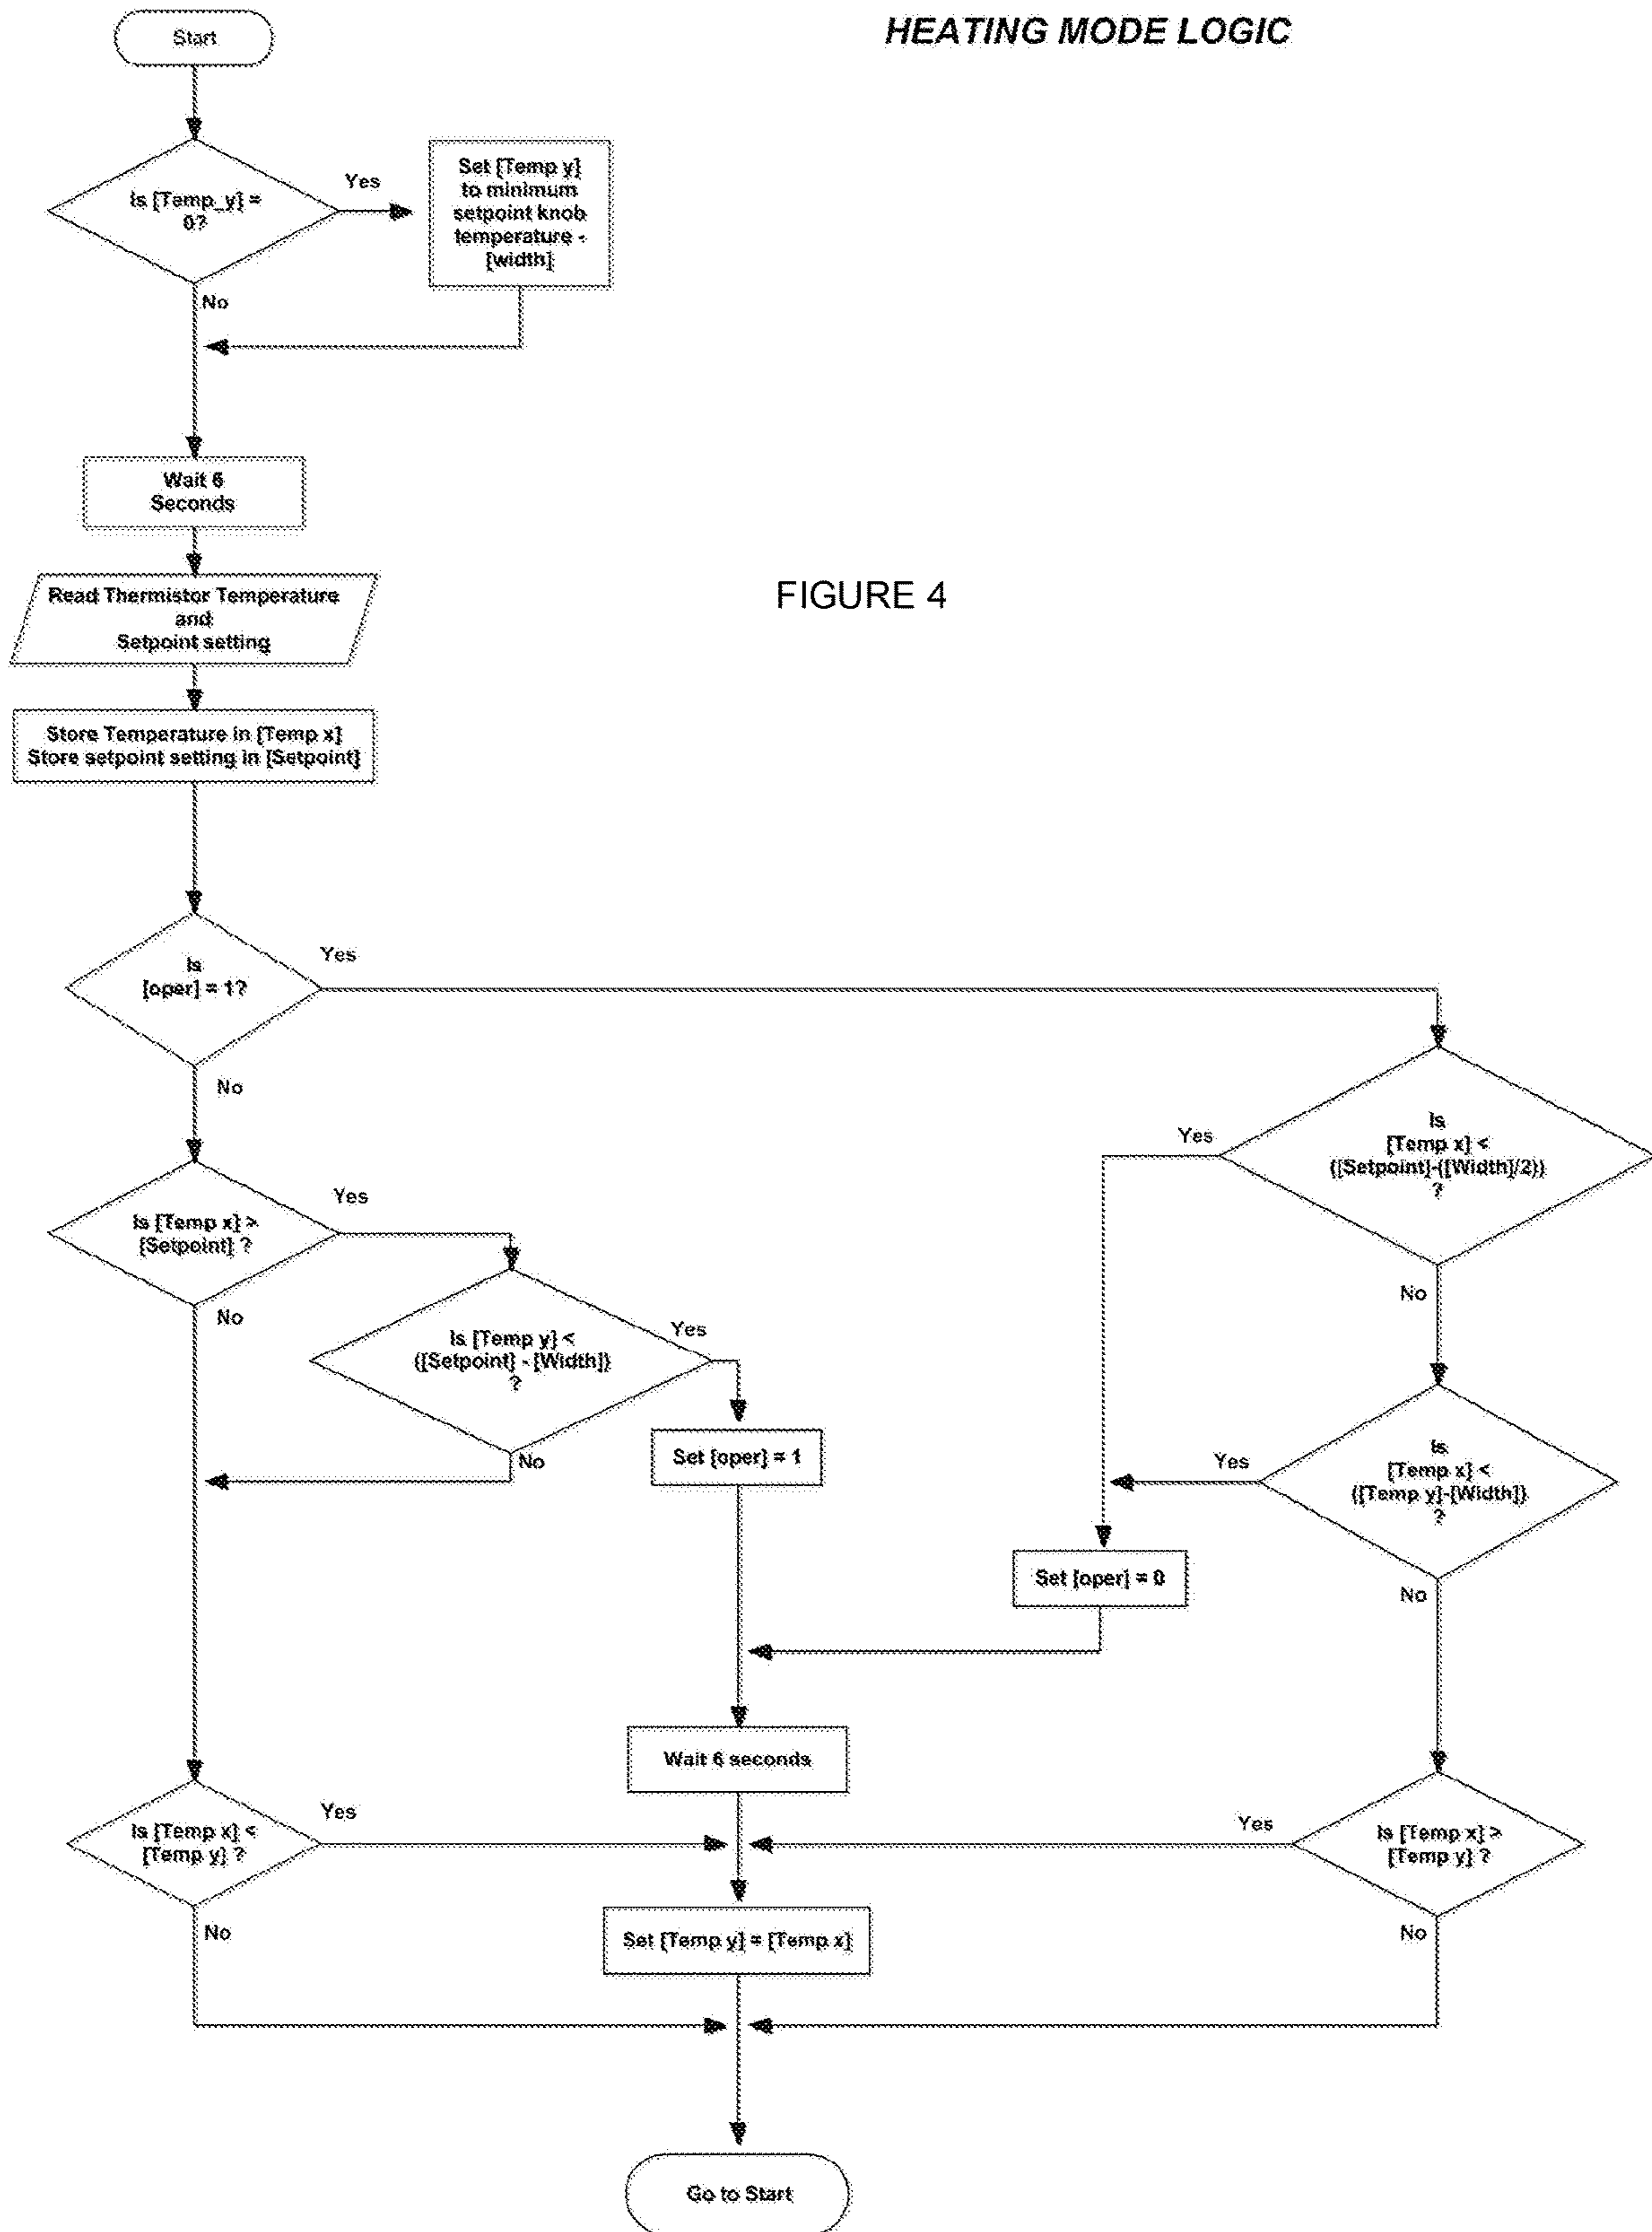 HEATING MODE LOGIC
Start
Is [Temp_y] =
0?
Yes
Set [Temp y]
to minimum
setpoint knob
temperature -
[width]
No
Wait 6
Seconds
Read Thermistor Temperature
and
Setpoint setting
FIGURE 4
Store Temperature in [Temp x]
Store setpoint setting in [Setpoint]
Is
[oper] = 1?
Yes
No
Is
[Temp x] <
([Setpoint]-([Width]/2))
?
Yes
No
Is [Temp x] >
[Setpoint] ?
Yes
No
Is [Temp y] <
([Setpoint] - [Width])
?
Yes
No
Set [oper] = 1
Is
[Temp x] <
([Temp y]-[Width])
?
Yes
No
Set [oper] = 0
Wait 6 seconds
Is [Temp x] <
[Temp y] ?
Yes
No
Is [Temp x] >
[Temp y] ?
Yes
No
Set [Temp y] = [Temp x]
Go to Start